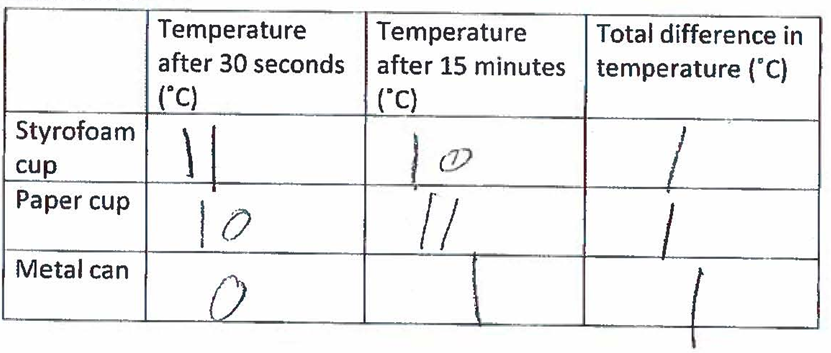 Temperature after 30 seconds (°C)
Temperature after 15 minutes (°C)
Total difference in temperature (°C)
Styrofoam cup
11
10
1
Paper cup
10
11
1
Metal can
0
1
1